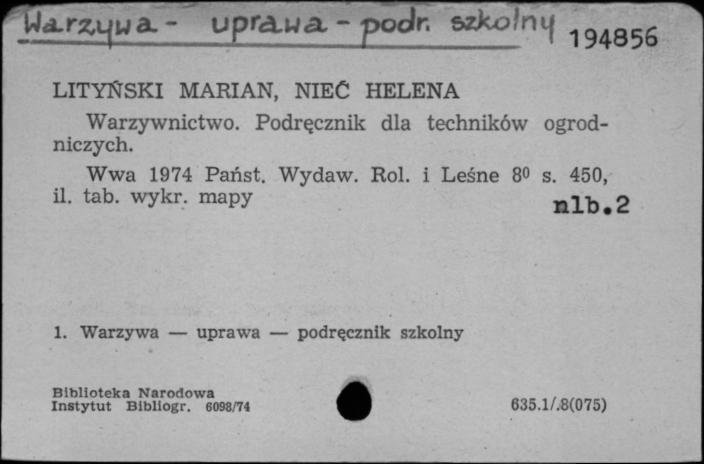 Warzywa - uprawa - podr. szkolny
194856
LITYŃSKI MARIAN, NIEĆ HELENA
Warzywnictwo. Podręcznik dla techników ogrod-
niczych.
Wwa 1974 Państ. Wydaw. Rol. i Leśne 8⁰ s. 450,
il. tab. wykr. mapy
nlb.2
1. Warzywa — uprawa — podręcznik szkolny
Biblioteka Narodowa
Instytut Bibliogr. 6098/74
635.1/.8(075)